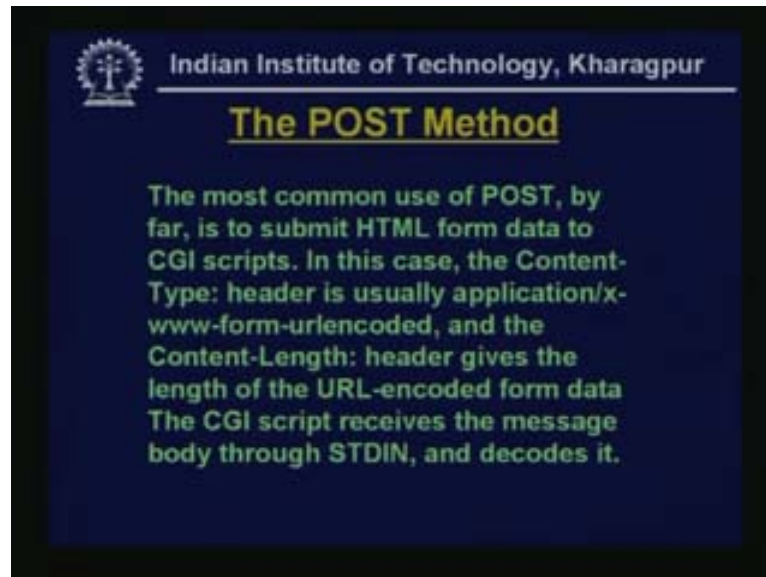 Indian Institute of Technology, Kharagpur
The POST Method
The most common use of POST, by
far, is to submit HTML form data to
CGI scripts. In this case, the Content-
Type: header is usually application/x-
www-form-urlencoded, and the
Content-Length: header gives the
length of the URL-encoded form data
The CGI script receives the message
body through STDIN, and decodes it.